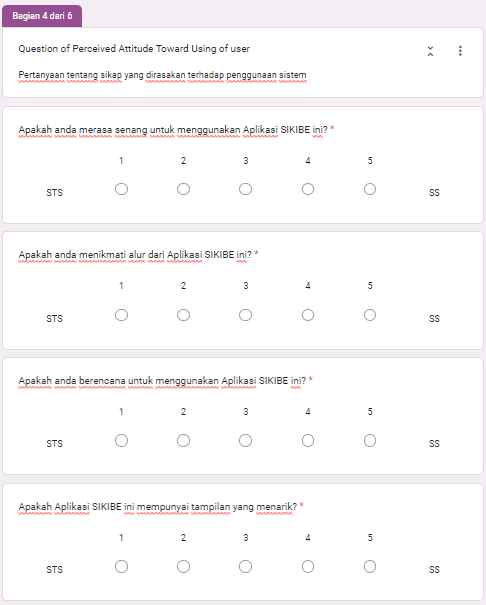 Bagian 4 dari 6
Question of Perceived Attitude Toward Using of user
Pertanyaan tentang sikap yang dirasakan terhadap penggunaan sistem
Apakah anda merasa senang untuk menggunakan Aplikasi SIKIBE ini? *
1 2 3 4 5
STS SS
Apakah anda menikmati alur dari Aplikasi SIKIBE ini? *
1 2 3 4 5
STS SS
Apakah anda berencana untuk menggunakan Aplikasi SIKIBE ini? *
1 2 3 4 5
STS SS
Apakah Aplikasi SIKIBE ini mempunyai tampilan yang menarik? *
1 2 3 4 5
STS SS